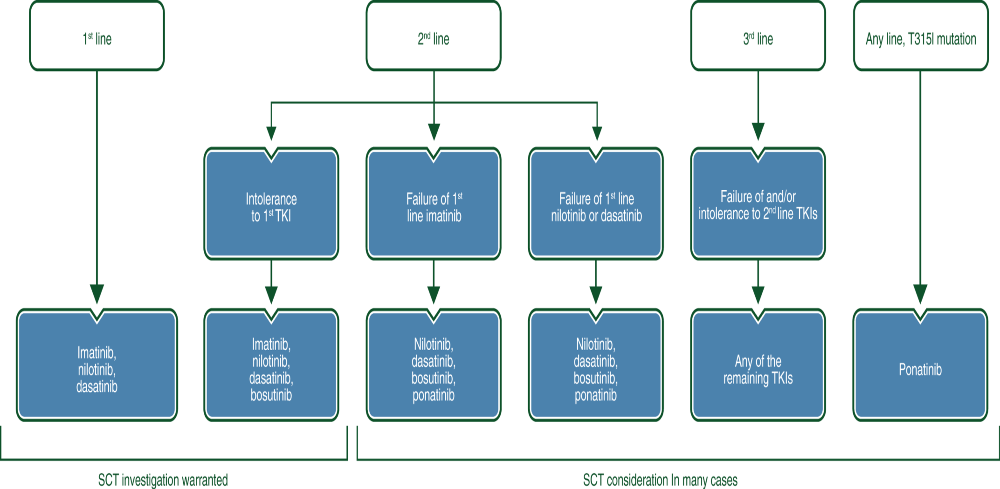 1st line
2nd line
3rd line
Any line, T315I mutation
Intolerance
to 1st TKI
Failure of 1st
line imatinib
Failure of 1st line
nilotinib or dasatinib
Failure of and/or
intolerance to 2nd line TKIs
Imatinib,
nilotinib,
dasatinib
Imatinib,
nilotinib,
dasatinib,
bosutinib
Nilotinib,
dasatinib,
bosutinib,
ponatinib
Nilotinib,
dasatinib,
bosutinib,
ponatinib
Any of the
remaining TKIs
Ponatinib
SCT investigation warranted
SCT consideration In many cases